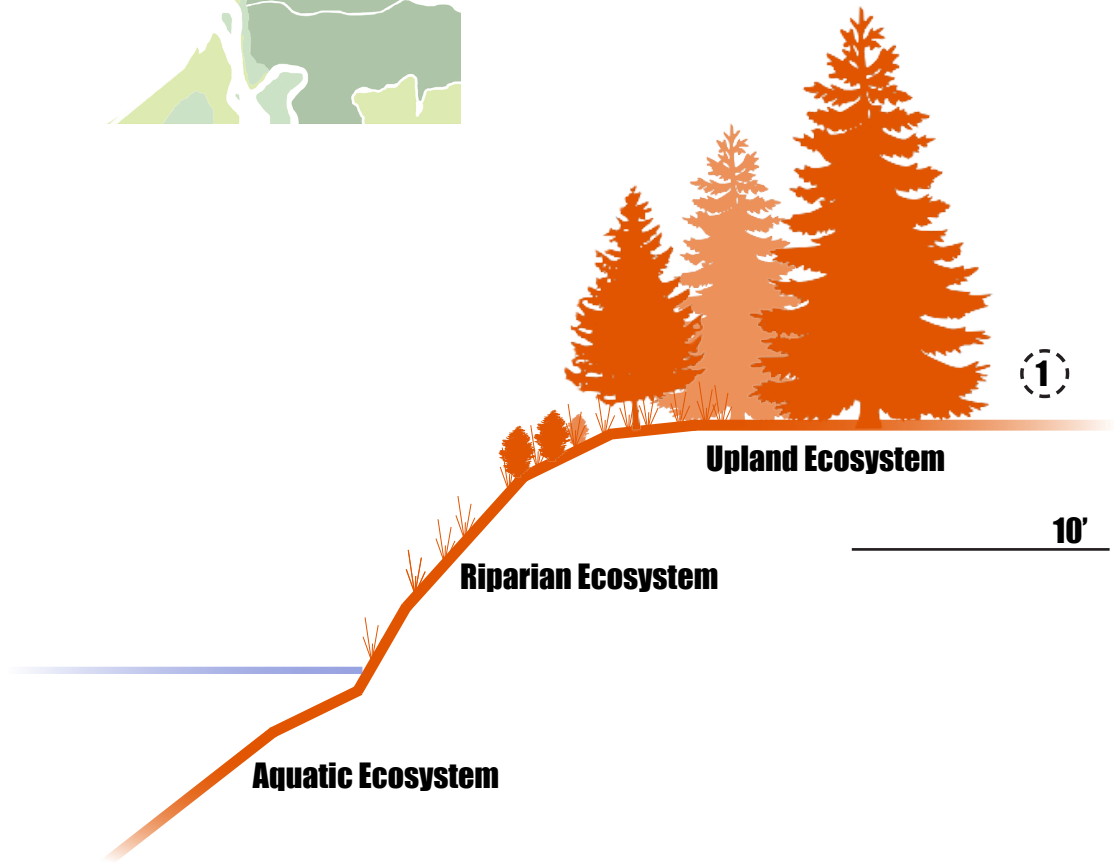 1
Upland Ecosystem
10’
Riparian Ecosystem
Aquatic Ecosystem